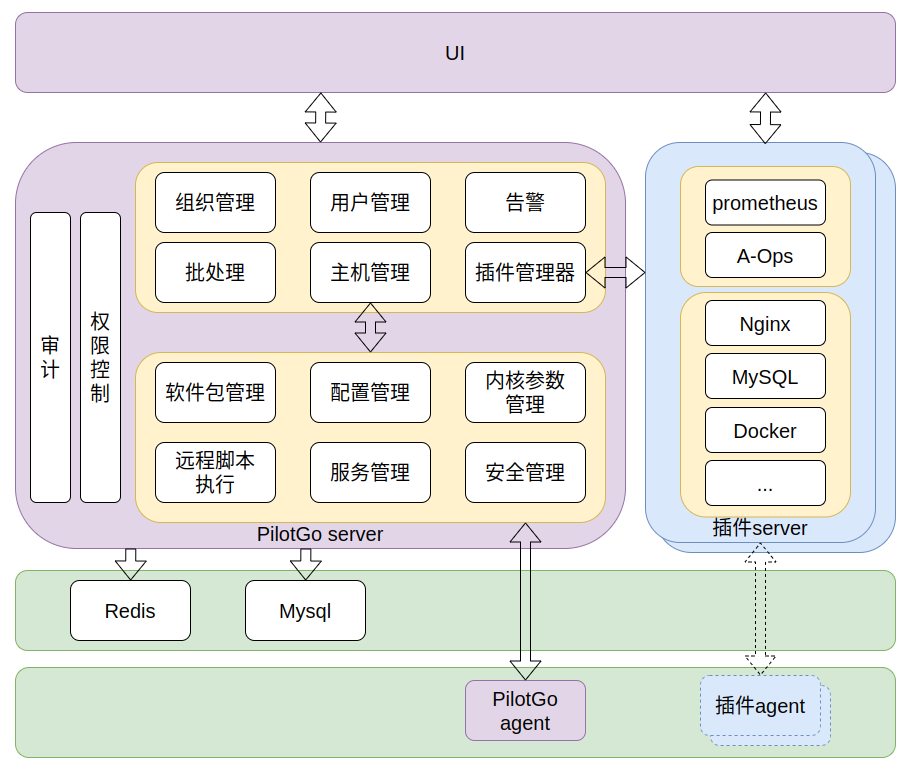 UI
组织管理
用户管理
告警
批处理
主机管理
插件管理器
审
计
权
限
控
制
软件包管理
配置管理
内核参数
管理
远程脚本
执行
服务管理
安全管理
PilotGo server
prometheus
A-Ops
Nginx
MySQL
Docker
...
插件server
Redis
Mysql
PilotGo
agent
插件agent